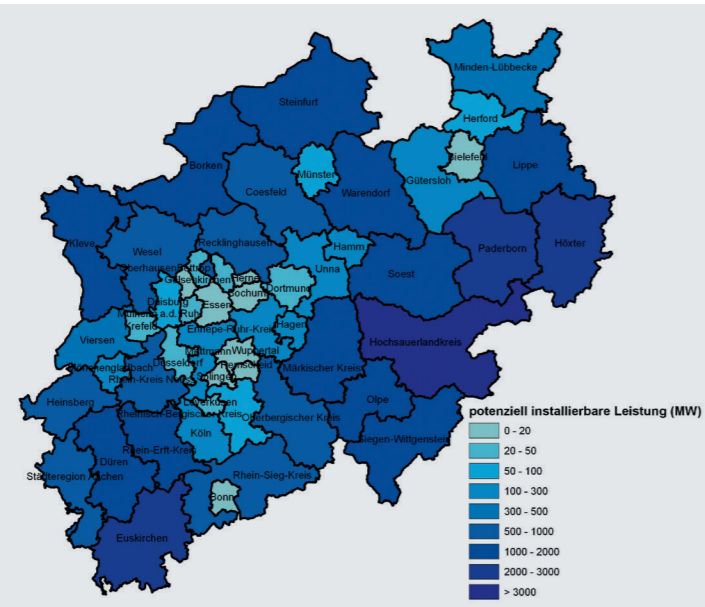 Minden-Lübbecke
Steinfurt
Herford
Bielefeld
Borken
Münster
Lippe
Gütersloh
Coesfeld
Warendorf
Kleve
Recklinghausen
Hamm
Paderborn
Höxter
Wesel
Oberhausen
Bottrop
Unna
Soest
Gelsenkirchen
Herne
Dortmund
Bochum
Duisburg
Essen
Mülheim a.d. Ruhr
Krefeld
Ennepe-Ruhr-Kreis
Hagen
Viersen
Hochsauerlandkreis
Mettmann
Wuppertal
Düsseldorf
Remscheid
Märkischer Kreis
Mönchengladbach
Solingen
Rhein-Kreis Neuss
Heinsberg
Leverkusen
Olpe
Rheinisch-Bergischer Kreis
Oberbergischer Kreis
Köln
Siegen-Wittgenstein
Rhein-Erft-Kreis
Düren
Städteregion Aachen
Rhein-Sieg-Kreis
Bonn
Euskirchen
potenziell installierbare Leistung (MW)
0 - 20
20 - 50
50 - 100
100 - 300
300 - 500
500 - 1000
1000 - 2000
2000 - 3000
> 3000